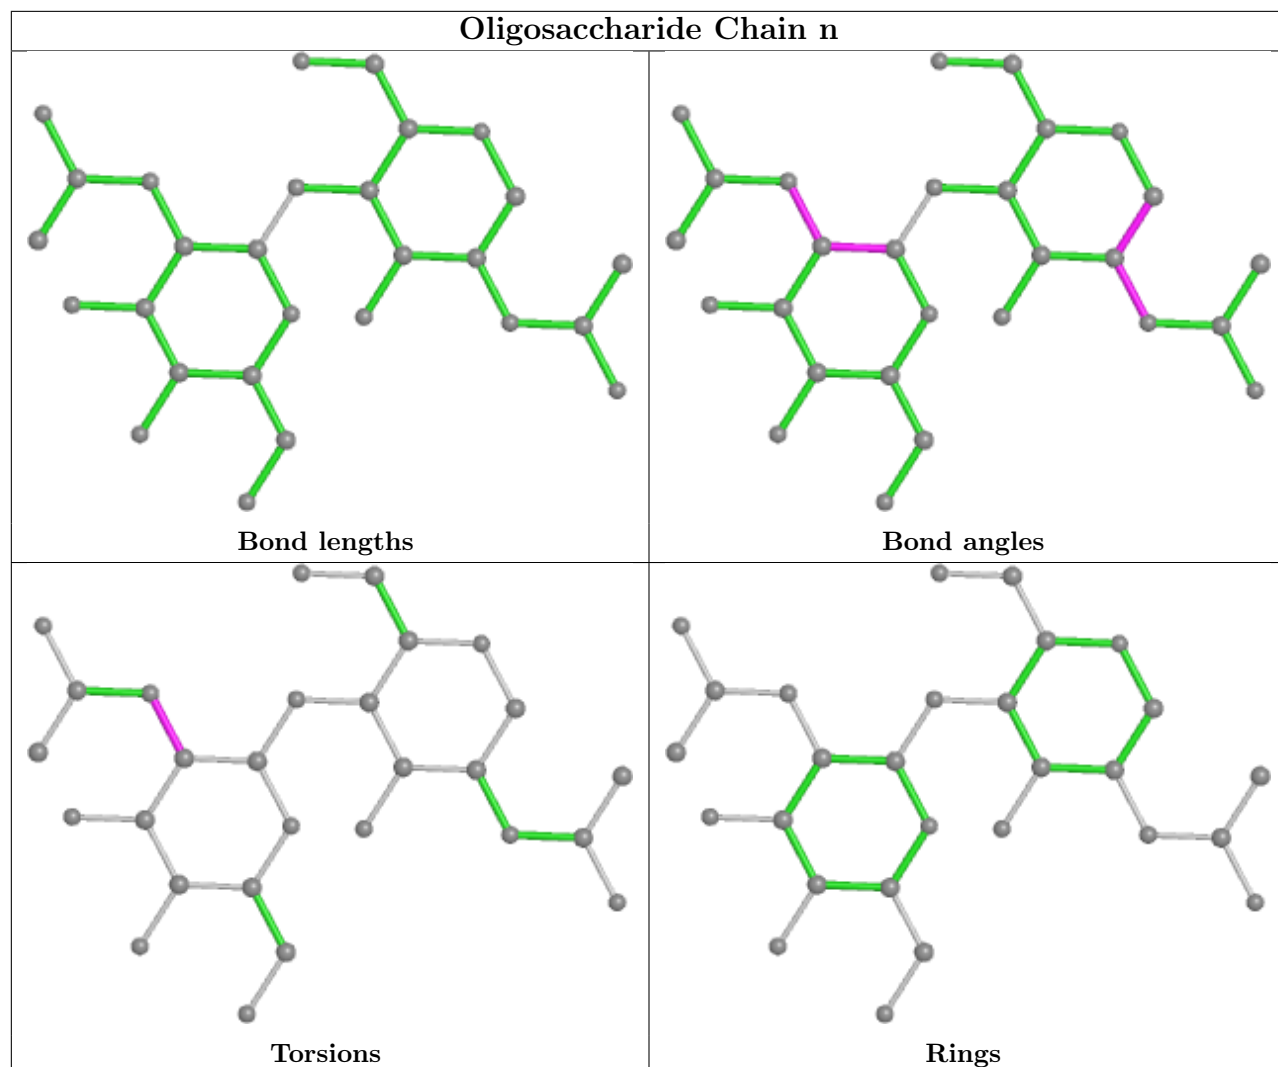 Oligosaccharide Chain n
Bond lengths
Bond angles
Torsions
Rings